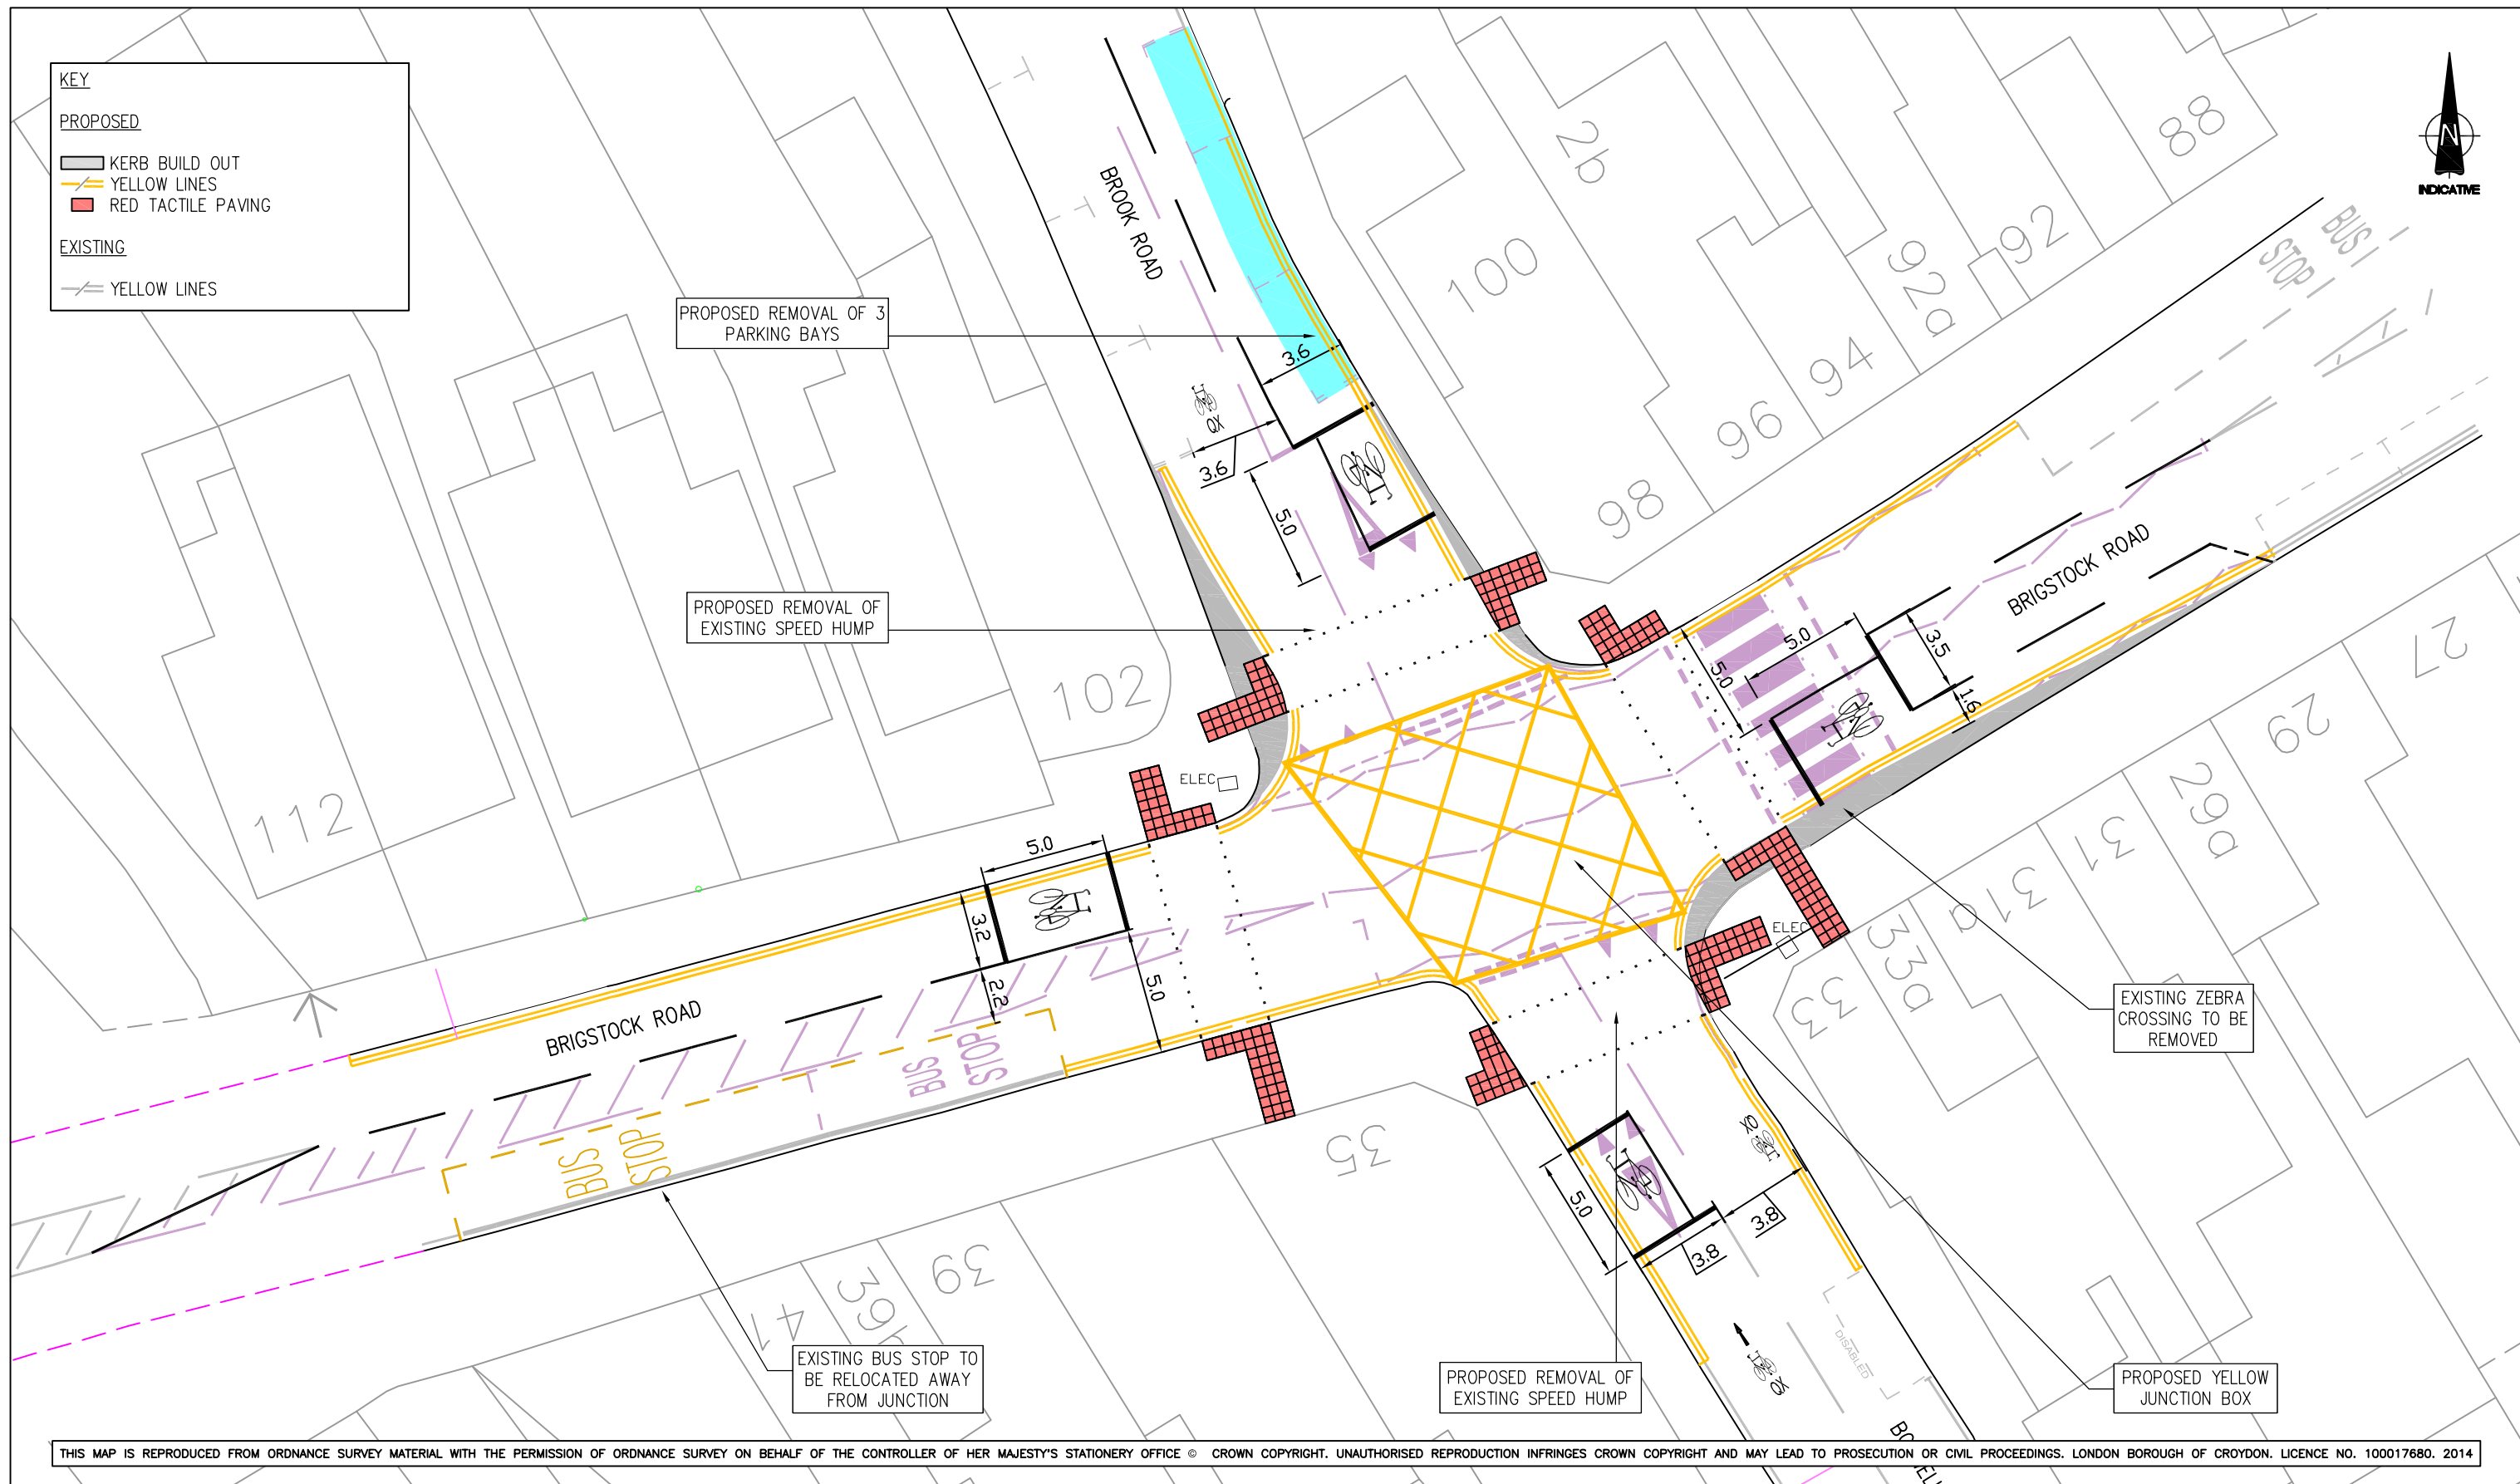 KEY
PROPOSED
KERB BUILD OUT
YELLOW LINES
RED TACTILE PAVING
EXISTING
YELLOW LINES
N
INDICATIVE
2b
88
92
92a
94
96
98
100
102
112
BROOK ROAD
BUS
STOP
PROPOSED REMOVAL OF 3
PARKING BAYS
3.6
3.6
5.0
PROPOSED REMOVAL OF
EXISTING SPEED HUMP
BRIGSTOCK ROAD
5.0
5.0
3.5
1.6
27
29
29a
31
31a
33a
33
ELEC
ELEC
5.0
3.2
2.2
5.0
BRIGSTOCK ROAD
BUS
STOP
BUS
STOP
35
39
41
EXISTING ZEBRA
CROSSING TO BE
REMOVED
5.0
3.8
3.8
DISABLED
EXISTING BUS STOP TO
BE RELOCATED AWAY
FROM JUNCTION
PROPOSED REMOVAL OF
EXISTING SPEED HUMP
PROPOSED YELLOW
JUNCTION BOX
THIS MAP IS REPRODUCED FROM ORDNANCE SURVEY MATERIAL WITH THE PERMISSION OF ORDNANCE SURVEY ON BEHALF OF THE CONTROLLER OF HER MAJESTY'S STATIONERY OFFICE © CROWN COPYRIGHT. UNAUTHORISED REPRODUCTION INFRINGES CROWN COPYRIGHT AND MAY LEAD TO PROSECUTION OR CIVIL PROCEEDINGS. LONDON BOROUGH OF CROYDON. LICENCE NO. 100017680. 2014